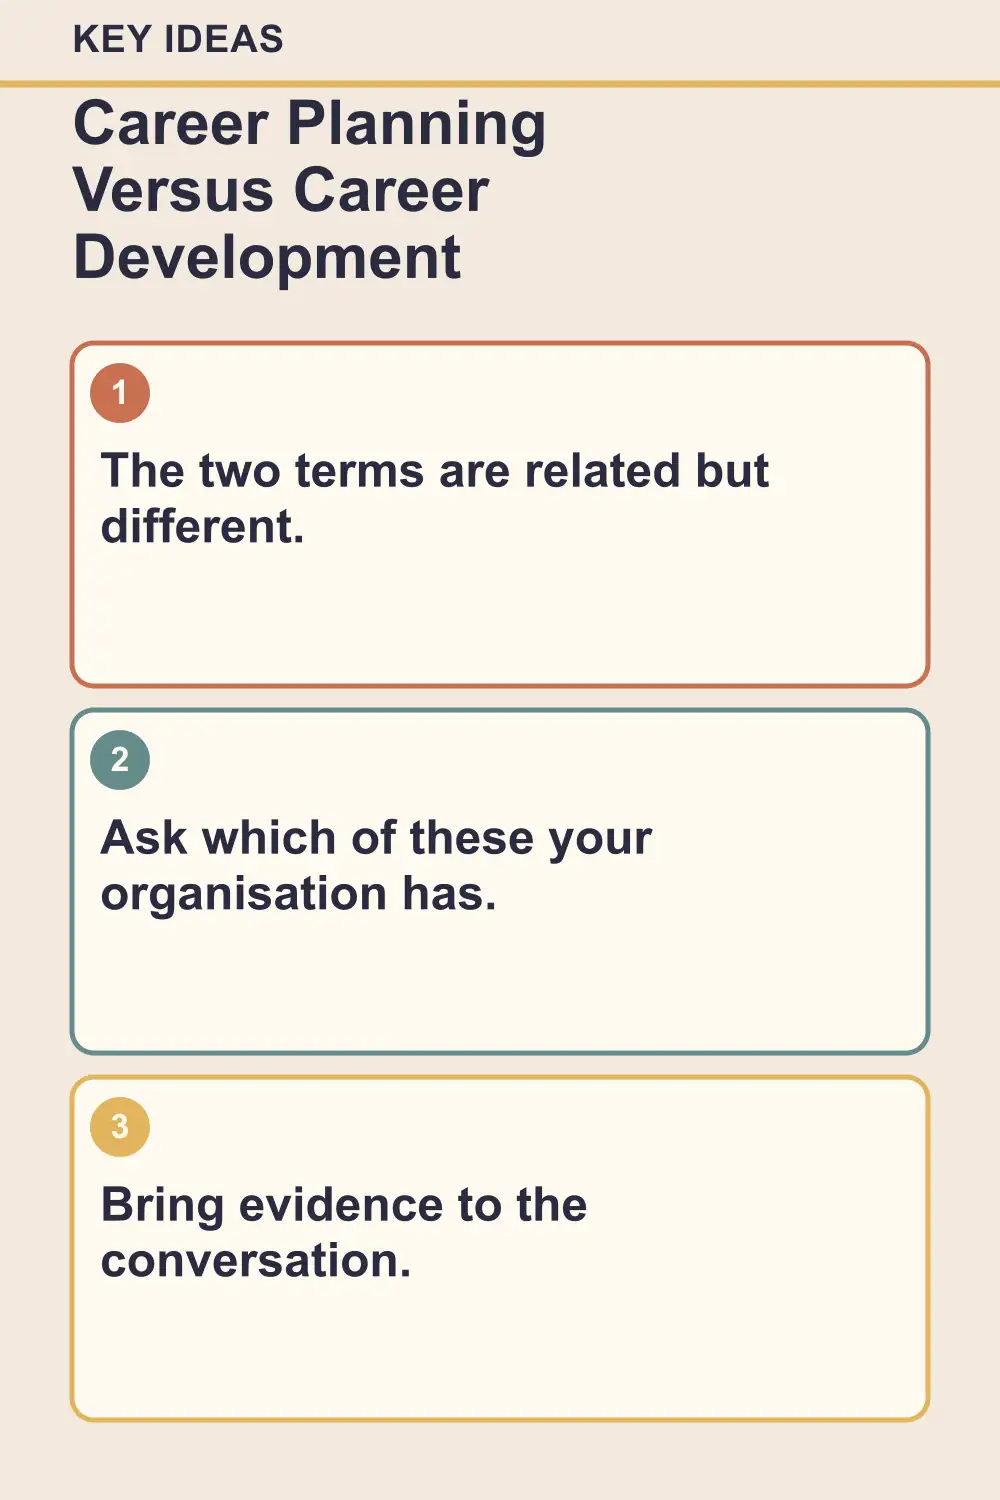 KEY IDEAS
Career Planning
Versus Career
Development
1
The two terms are related but
different.
2
Ask which of these your
organisation has.
3
Bring evidence to the
conversation.